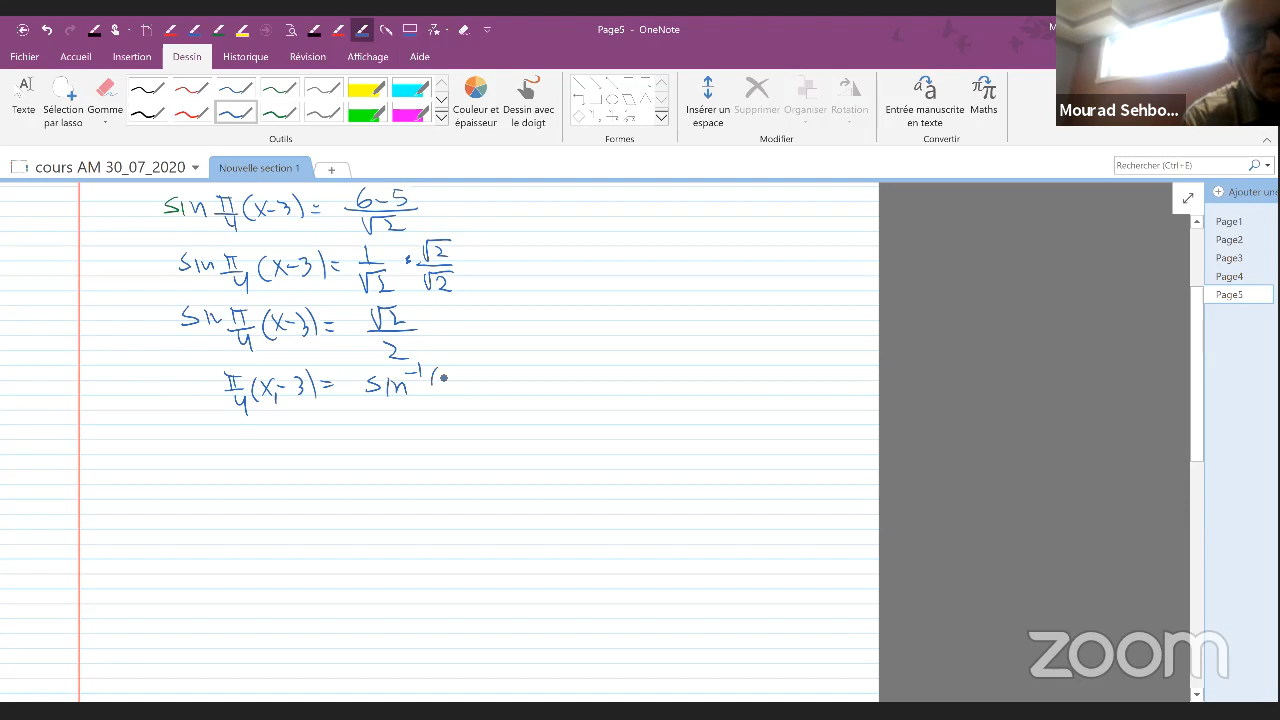 Page5 - OneNote
M
Fichier Accueil Insertion Dessin Historique Révision Affichage Aide
Texte Sélection par lasso Gomme Couleur et épaisseur Dessin avec le doigt Insérer un espace Supprimer Organiser Rotation Entrée manuscrite en texte Maths
Outils Formes Modifier Convertir
Mourad Sehbo...
cours AM 30_07_2020 Nouvelle section 1 +
Rechercher (Ctrl+E)
Ajouter une
Page1
Page2
Page3
Page4
Page5
sin π/4 (x-3) = 6-5/√2
sin π/4 (x-3) = 1/√2 · √2/√2
sin π/4 (x-3) = √2/2
π/4 (x₁-3) = sin⁻¹ (
zoom